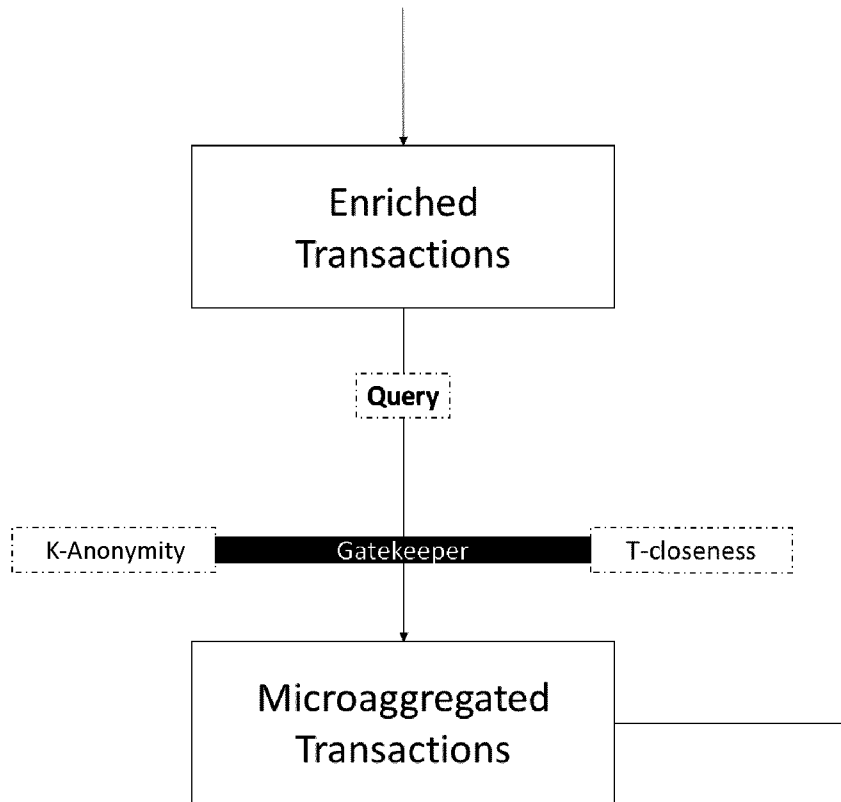 Enriched
Transactions
Query
K-Anonymity
Gatekeeper
T-closeness
Microaggregated
Transactions